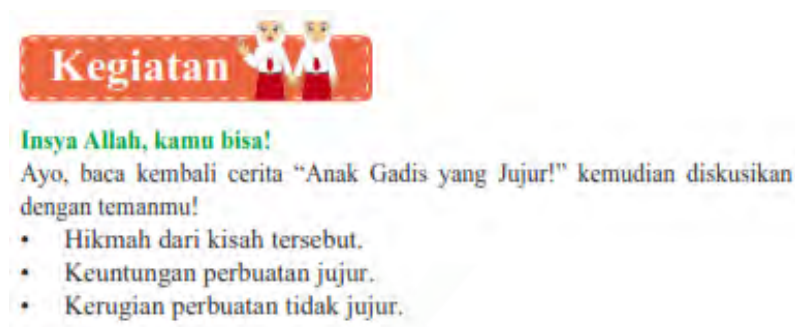 Kegiatan
Insya Allah, kamu bisa!
Ayo, baca kembali cerita “Anak Gadis yang Jujur!” kemudian diskusikan
dengan temanmu!
• Hikmah dari kisah tersebut.
• Keuntungan perbuatan jujur.
• Kerugian perbuatan tidak jujur.